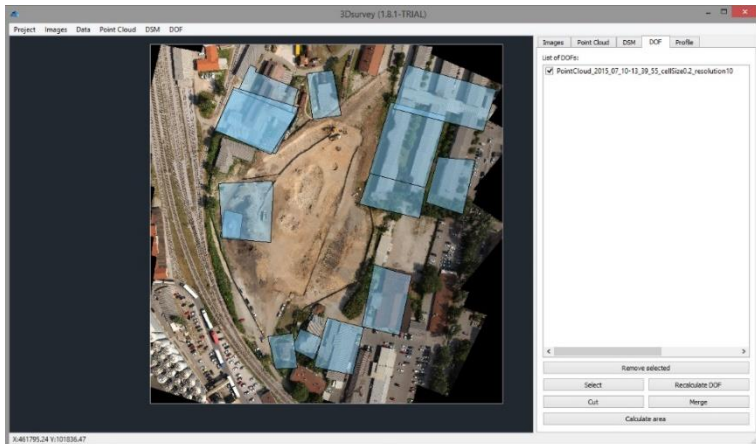 3Dsurvey (1.8.1-TRIAL)
Project Images Data Point Cloud DSM DOF
Images Point Cloud DSM DOF Profile
List of DOFs:
PointCloud_2015_07_10-13_39_55_cellSize0.2_resolution10
Remove selected
Select Recalculate DOF
Cut Merge
Calculate area
X:461795.24 Y:101836.47